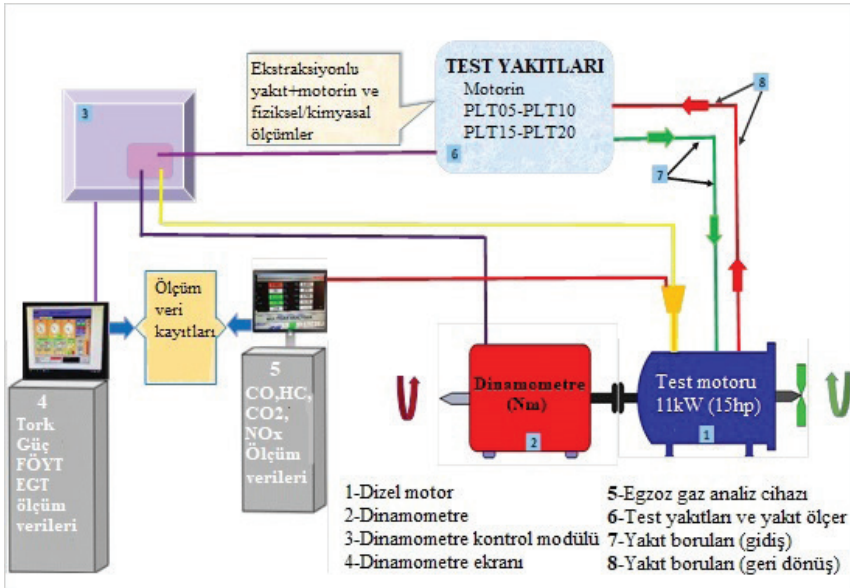 Ekstraksiyonlu
yakıt+motorin ve
fiziksel/kimyasal
ölçümler
TEST YAKITLARI
Motorin
PLT05-PLT10
PLT15-PLT20
6
8
7
3
Ölçüm
veri
kayıtları
4
Tork
Güç
FÖYT
EGT
ölçüm
verileri
5
CO,HC,
CO2,
NOx
Ölçüm
verileri
Dinamometre
(Nm)
2
Test motoru
11kW (15hp)
1
1-Dizel motor
2-Dinamometre
3-Dinamometre kontrol modülü
4-Dinamometre ekranı
5-Egzoz gaz analiz cihazı
6-Test yakıtları ve yakıt ölçer
7-Yakıt boruları (gidiş)
8-Yakıt boruları (geri dönüş)